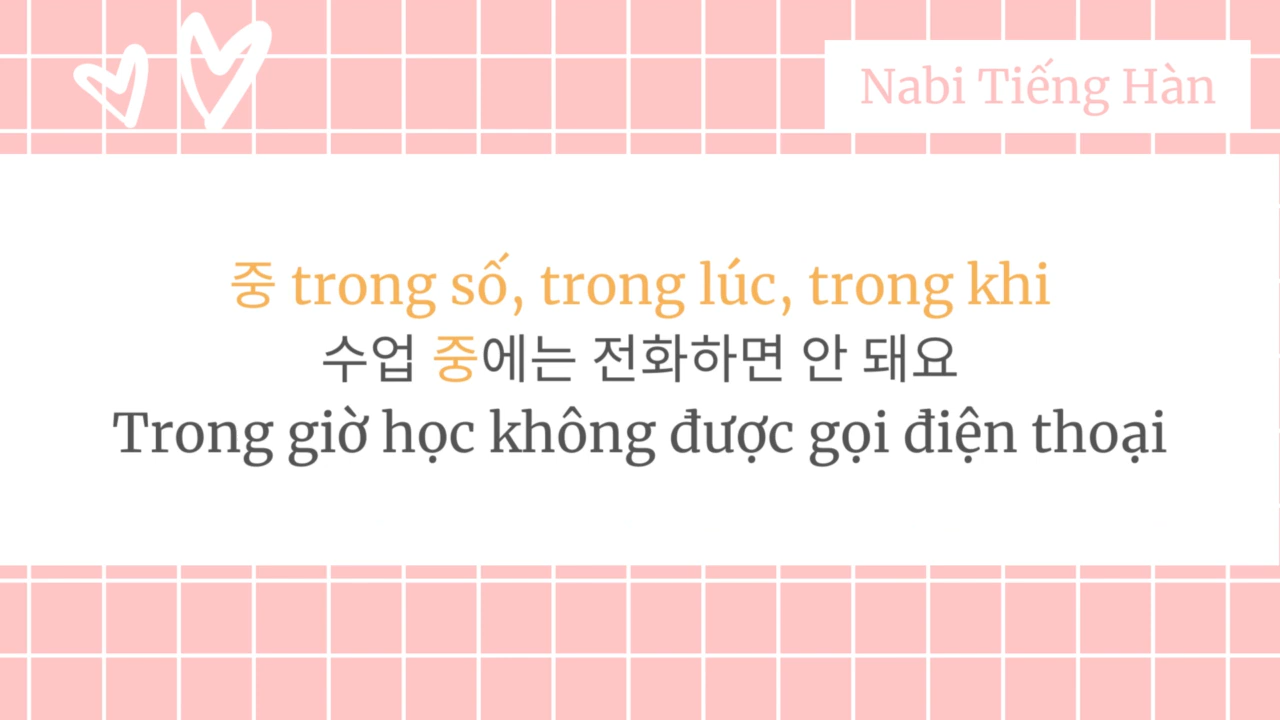 Nabi Tiếng Hàn
중 trong số, trong lúc, trong khi
수업 중에는 전화하면 안 돼요
Trong giờ học không được gọi điện thoại